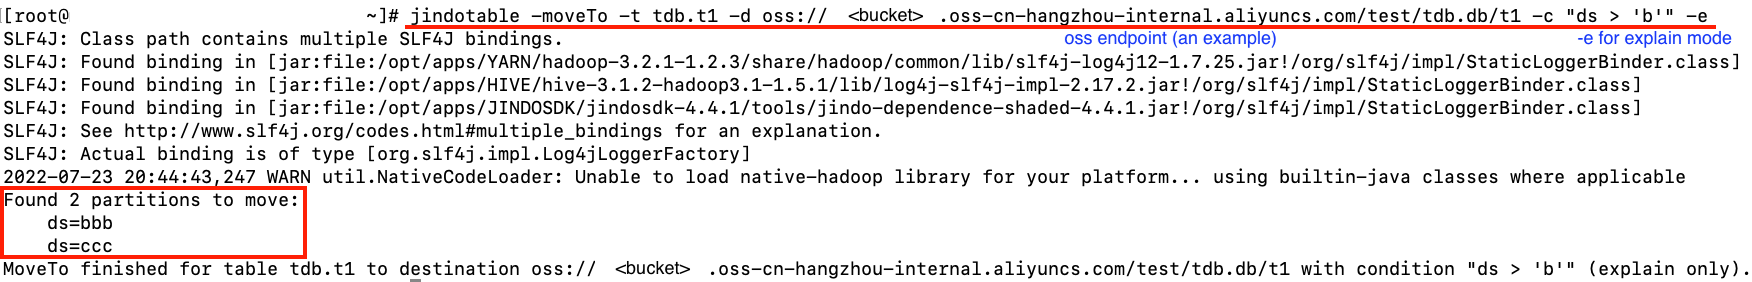 [root@ ~]# jindotable -moveTo -t tdb.t1 -d oss:// <bucket> .oss-cn-hangzhou-internal.aliyuncs.com/test/tdb.db/t1 -c "ds > 'b'" -e
SLF4J: Class path contains multiple SLF4J bindings.
oss endpoint (an example)
-e for explain mode
SLF4J: Found binding in [jar:file:/opt/apps/YARN/hadoop-3.2.1-1.2.3/share/hadoop/common/lib/slf4j-log4j12-1.7.25.jar!/org/slf4j/impl/StaticLoggerBinder.class]
SLF4J: Found binding in [jar:file:/opt/apps/HIVE/hive-3.1.2-hadoop3.1-1.5.1/lib/log4j-slf4j-impl-2.17.2.jar!/org/slf4j/impl/StaticLoggerBinder.class]
SLF4J: Found binding in [jar:file:/opt/apps/JINDOSDK/jindosdk-4.4.1/tools/jindo-dependence-shaded-4.4.1.jar!/org/slf4j/impl/StaticLoggerBinder.class]
SLF4J: See http://www.slf4j.org/codes.html#multiple_bindings for an explanation.
SLF4J: Actual binding is of type [org.slf4j.impl.Log4jLoggerFactory]
2022-07-23 20:44:43,247 WARN util.NativeCodeLoader: Unable to load native-hadoop library for your platform... using builtin-java classes where applicable
Found 2 partitions to move:
ds=bbb
ds=ccc
MoveTo finished for table tdb.t1 to destination oss:// <bucket> .oss-cn-hangzhou-internal.aliyuncs.com/test/tdb.db/t1 with condition "ds > 'b'" (explain only).